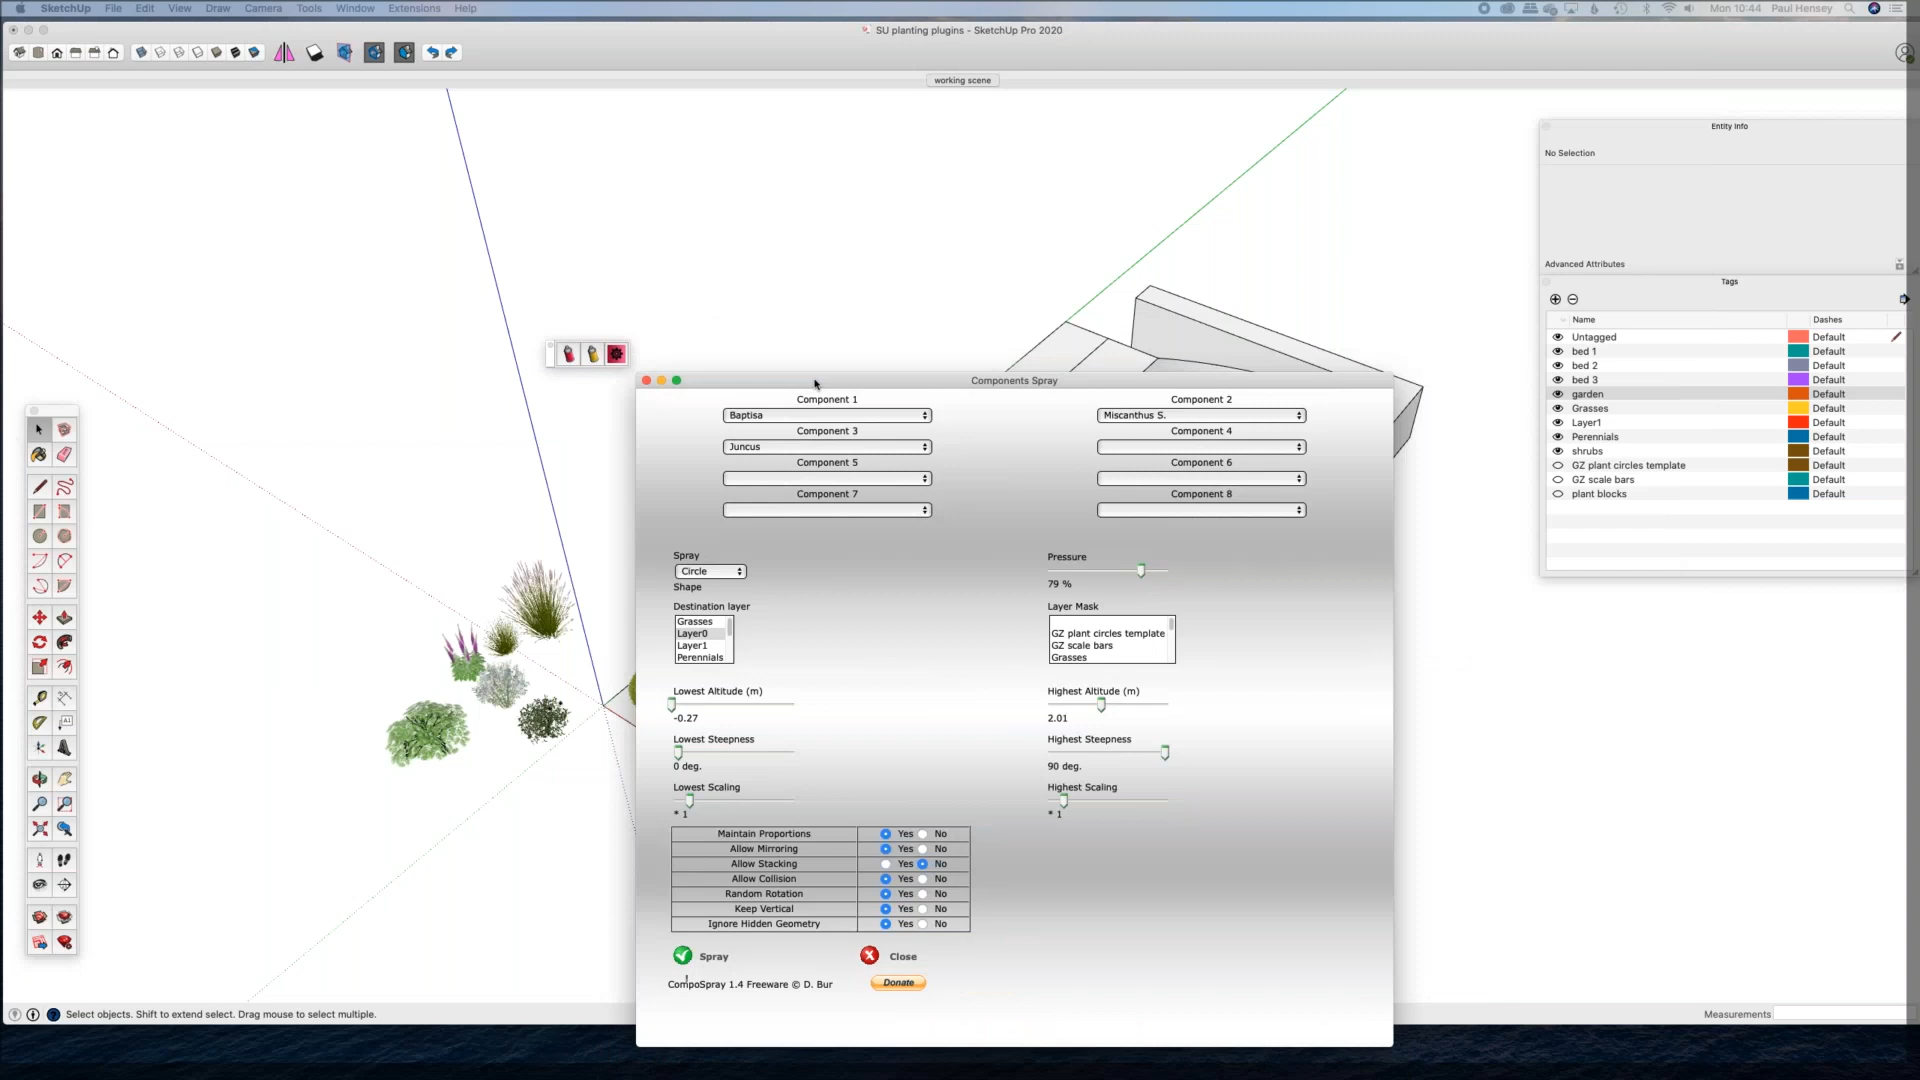 SketchUp File Edit View Draw Camera Tools Window Extensions Help Mon 10:44 Paul Hensey
SU planting plugins - SketchUp Pro 2020
working scene
Entity Info
No Selection
Advanced Attributes
Tags
Name Dashes
Untagged Default
bed 1 Default
bed 2 Default
bed 3 Default
garden Default
Grasses Default
Layer1 Default
Perennials Default
shrubs Default
GZ plant circles template Default
GZ scale bars Default
plant blocks Default
Components Spray
Component 1 Component 2
Baptisa Miscanthus S.
Component 3 Component 4
Juncus
Component 5 Component 6
Component 7 Component 8
Spray Pressure
Circle
79 %
Shape
Destination layer Layer Mask
Grasses
Layer0 GZ plant circles template
Layer1 GZ scale bars
Perennials Grasses
Lowest Altitude (m) Highest Altitude (m)
-0.27 2.01
Lowest Steepness Highest Steepness
0 deg. 90 deg.
Lowest Scaling Highest Scaling
* 1 * 1
Maintain Proportions Yes No
Allow Mirroring Yes No
Allow Stacking Yes No
Allow Collision Yes No
Random Rotation Yes No
Keep Vertical Yes No
Ignore Hidden Geometry Yes No
Spray Close
CompoSpray 1.4 Freeware © D. Bur Donate
Select objects. Shift to extend select. Drag mouse to select multiple. Measurements